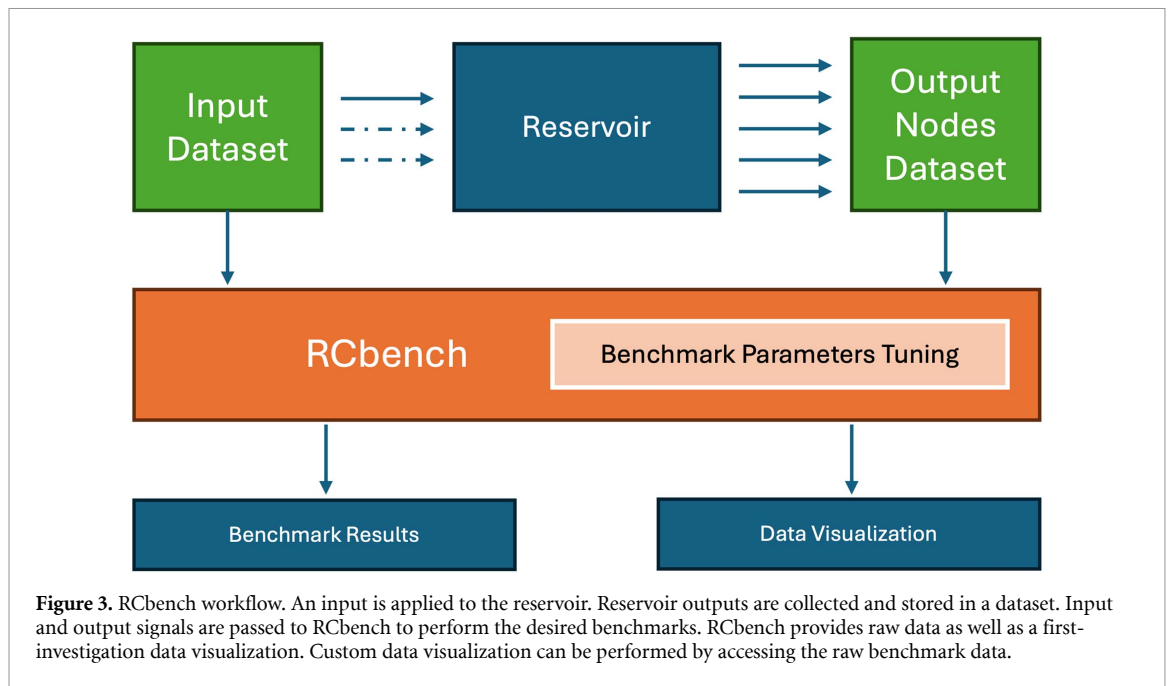 Input
Dataset
Reservoir
Output
Nodes
Dataset
RCbench
Benchmark Parameters Tuning
Benchmark Results
Data Visualization
Figure 3. RCbench workflow. An input is applied to the reservoir. Reservoir outputs are collected and stored in a dataset. Input
and output signals are passed to RCbench to perform the desired benchmarks. RCbench provides raw data as well as a first-
investigation data visualization. Custom data visualization can be performed by accessing the raw benchmark data.